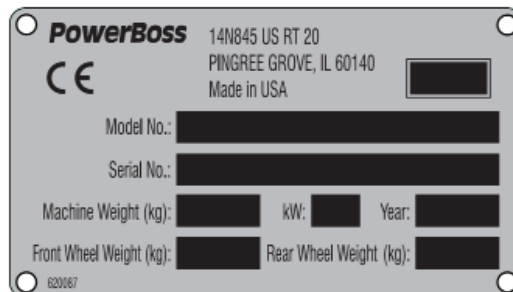 PowerBoss
14N845 US RT 20
PINGREE GROVE, IL 60140
Made in USA
CE
Model No.:
Serial No.:
Machine Weight (kg):
kW:
Year:
Front Wheel Weight (kg):
Rear Wheel Weight (kg):
620087